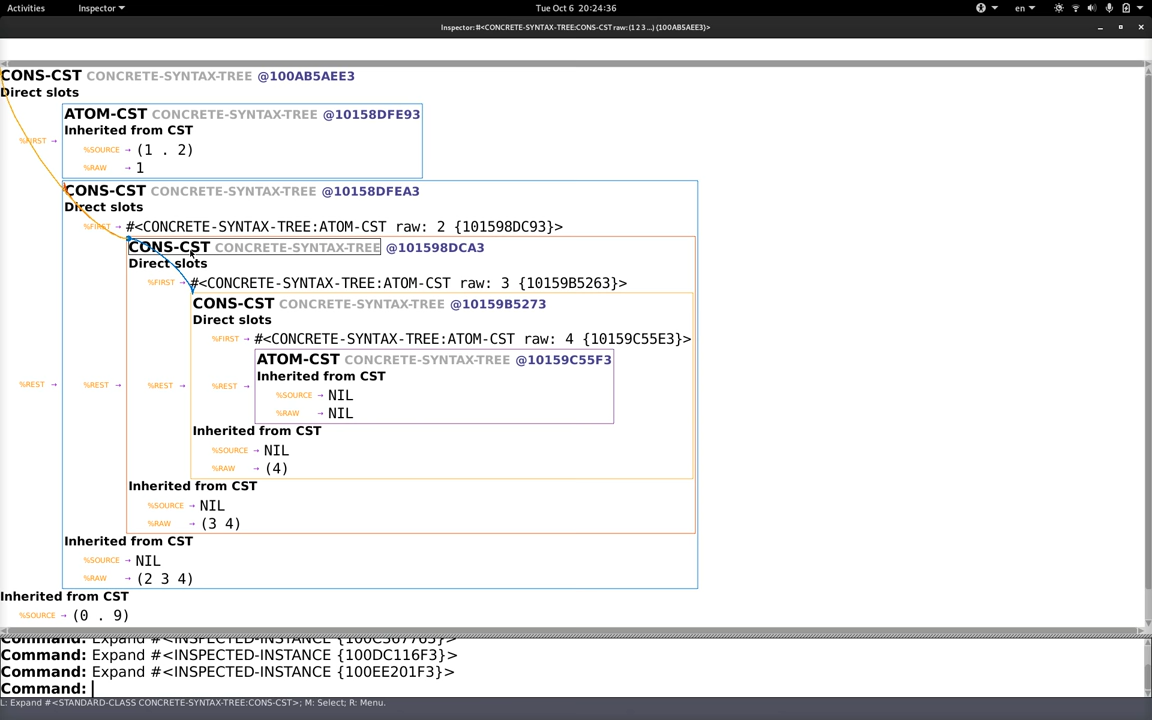 Activities Inspector Tue Oct 6 20:24:36 en
Inspector: #<CONCRETE-SYNTAX-TREE:CONS-CST raw: (1 2 3 ...) {100AB5AEE3}>
CONS-CST CONCRETE-SYNTAX-TREE @100AB5AEE3
Direct slots
ATOM-CST CONCRETE-SYNTAX-TREE @10158DFE93
Inherited from CST
%FIRST →
%SOURCE → (1 . 2)
%RAW → 1
CONS-CST CONCRETE-SYNTAX-TREE @10158DFEA3
Direct slots
%FIRST → #<CONCRETE-SYNTAX-TREE:ATOM-CST raw: 2 {101598DC93}>
CONS-CST CONCRETE-SYNTAX-TREE @101598DCA3
Direct slots
%FIRST → #<CONCRETE-SYNTAX-TREE:ATOM-CST raw: 3 {10159B5263}>
CONS-CST CONCRETE-SYNTAX-TREE @10159B5273
Direct slots
%FIRST → #<CONCRETE-SYNTAX-TREE:ATOM-CST raw: 4 {10159C55E3}>
ATOM-CST CONCRETE-SYNTAX-TREE @10159C55F3
Inherited from CST
%REST → %REST → %REST → %REST →
%SOURCE → NIL
%RAW → NIL
Inherited from CST
%SOURCE → NIL
%RAW → (4)
Inherited from CST
%SOURCE → NIL
%RAW → (3 4)
Inherited from CST
%SOURCE → NIL
%RAW → (2 3 4)
Inherited from CST
%SOURCE → (0 . 9)
Command: Expand #<INSPECTED-INSTANCE
Command: Expand #<INSPECTED-INSTANCE {100DC116F3}>
Command: Expand #<INSPECTED-INSTANCE {100EE201F3}>
Command:
L: Expand #<STANDARD-CLASS CONCRETE-SYNTAX-TREE:CONS-CST>; M: Select; R: Menu.